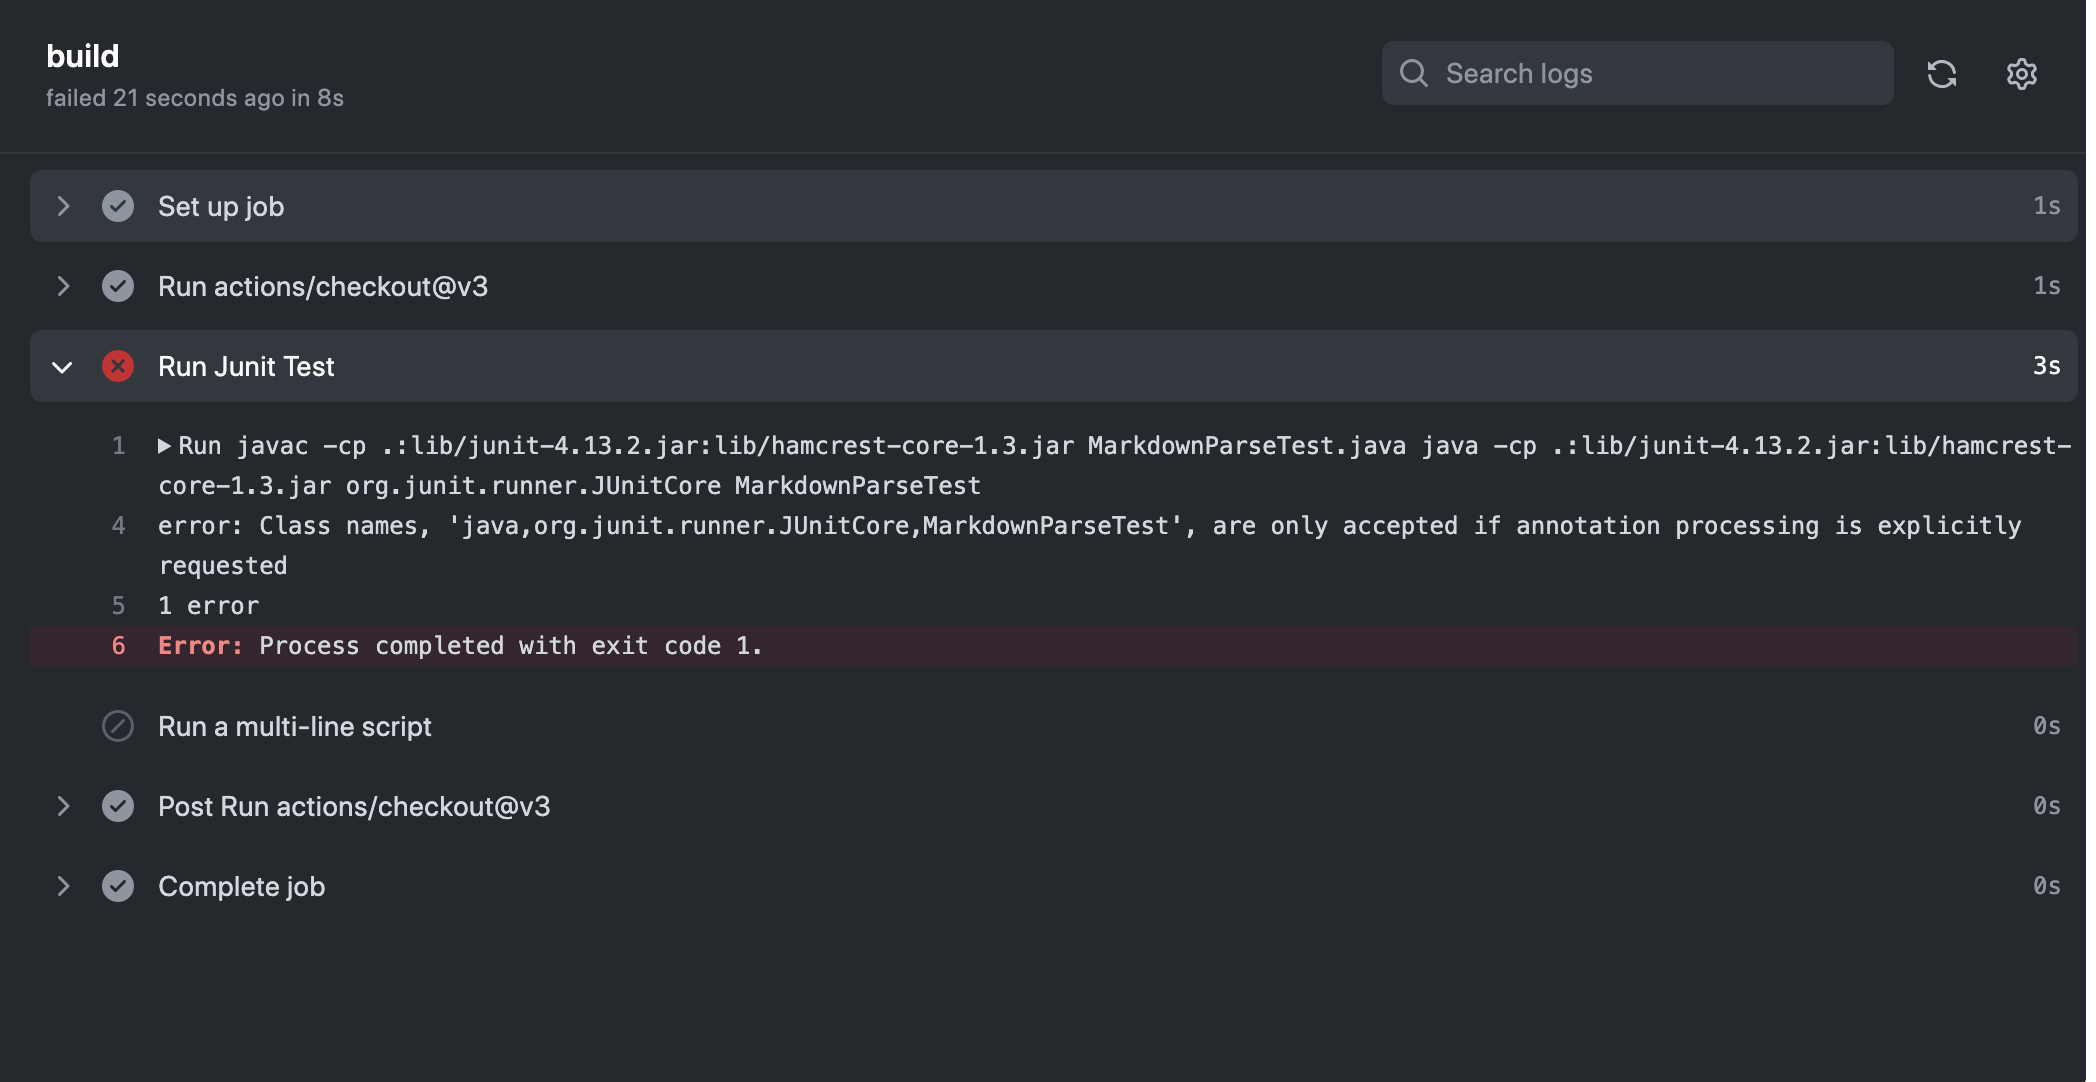 build
failed 21 seconds ago in 8s
Search logs
Set up job 1s
Run actions/checkout@v3 1s
Run Junit Test 3s
1 Run javac -cp .:lib/junit-4.13.2.jar:lib/hamcrest-core-1.3.jar MarkdownParseTest.java java -cp .:lib/junit-4.13.2.jar:lib/hamcrest-
core-1.3.jar org.junit.runner.JUnitCore MarkdownParseTest
4 error: Class names, 'java,org.junit.runner.JUnitCore,MarkdownParseTest', are only accepted if annotation processing is explicitly
requested
5 1 error
6 Error: Process completed with exit code 1.
Run a multi-line script 0s
Post Run actions/checkout@v3 0s
Complete job 0s